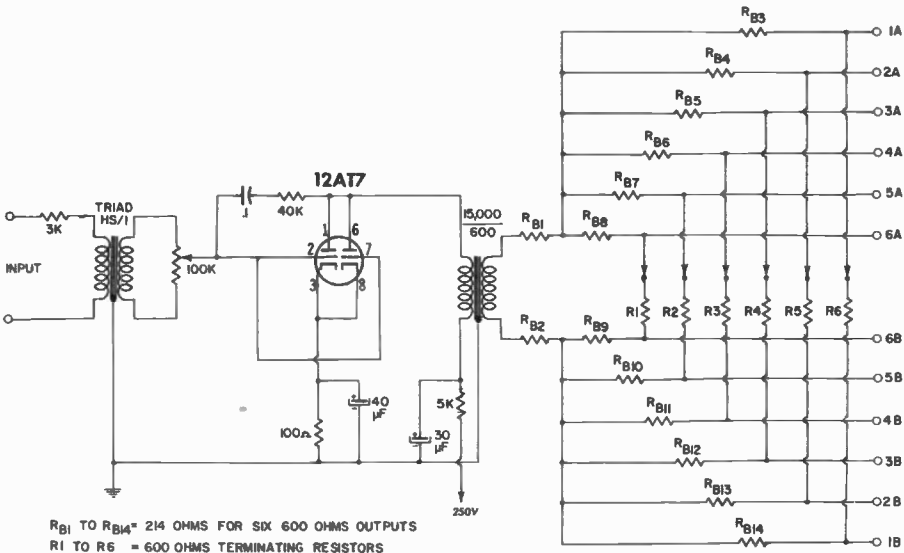 RB3
1A
RB4
2A
RB5
3A
RB6
4A
12AT7
RB7
5A
TRIAD
HS/1
3K
.1
40K
15,000
600
RB1
RB8
6A
1
6
2
7
3
8
INPUT
100K
R1
R2
R3
R4
R5
R6
RB2
RB9
6B
RB10
5B
40
µF
5K
100Ω
30
µF
RB11
4B
RB12
3B
250V
RB13
2B
RB14
1B
RB1 TO RB14= 214 OHMS FOR SIX 600 OHMS OUTPUTS
R1 TO R6 = 600 OHMS TERMINATING RESISTORS